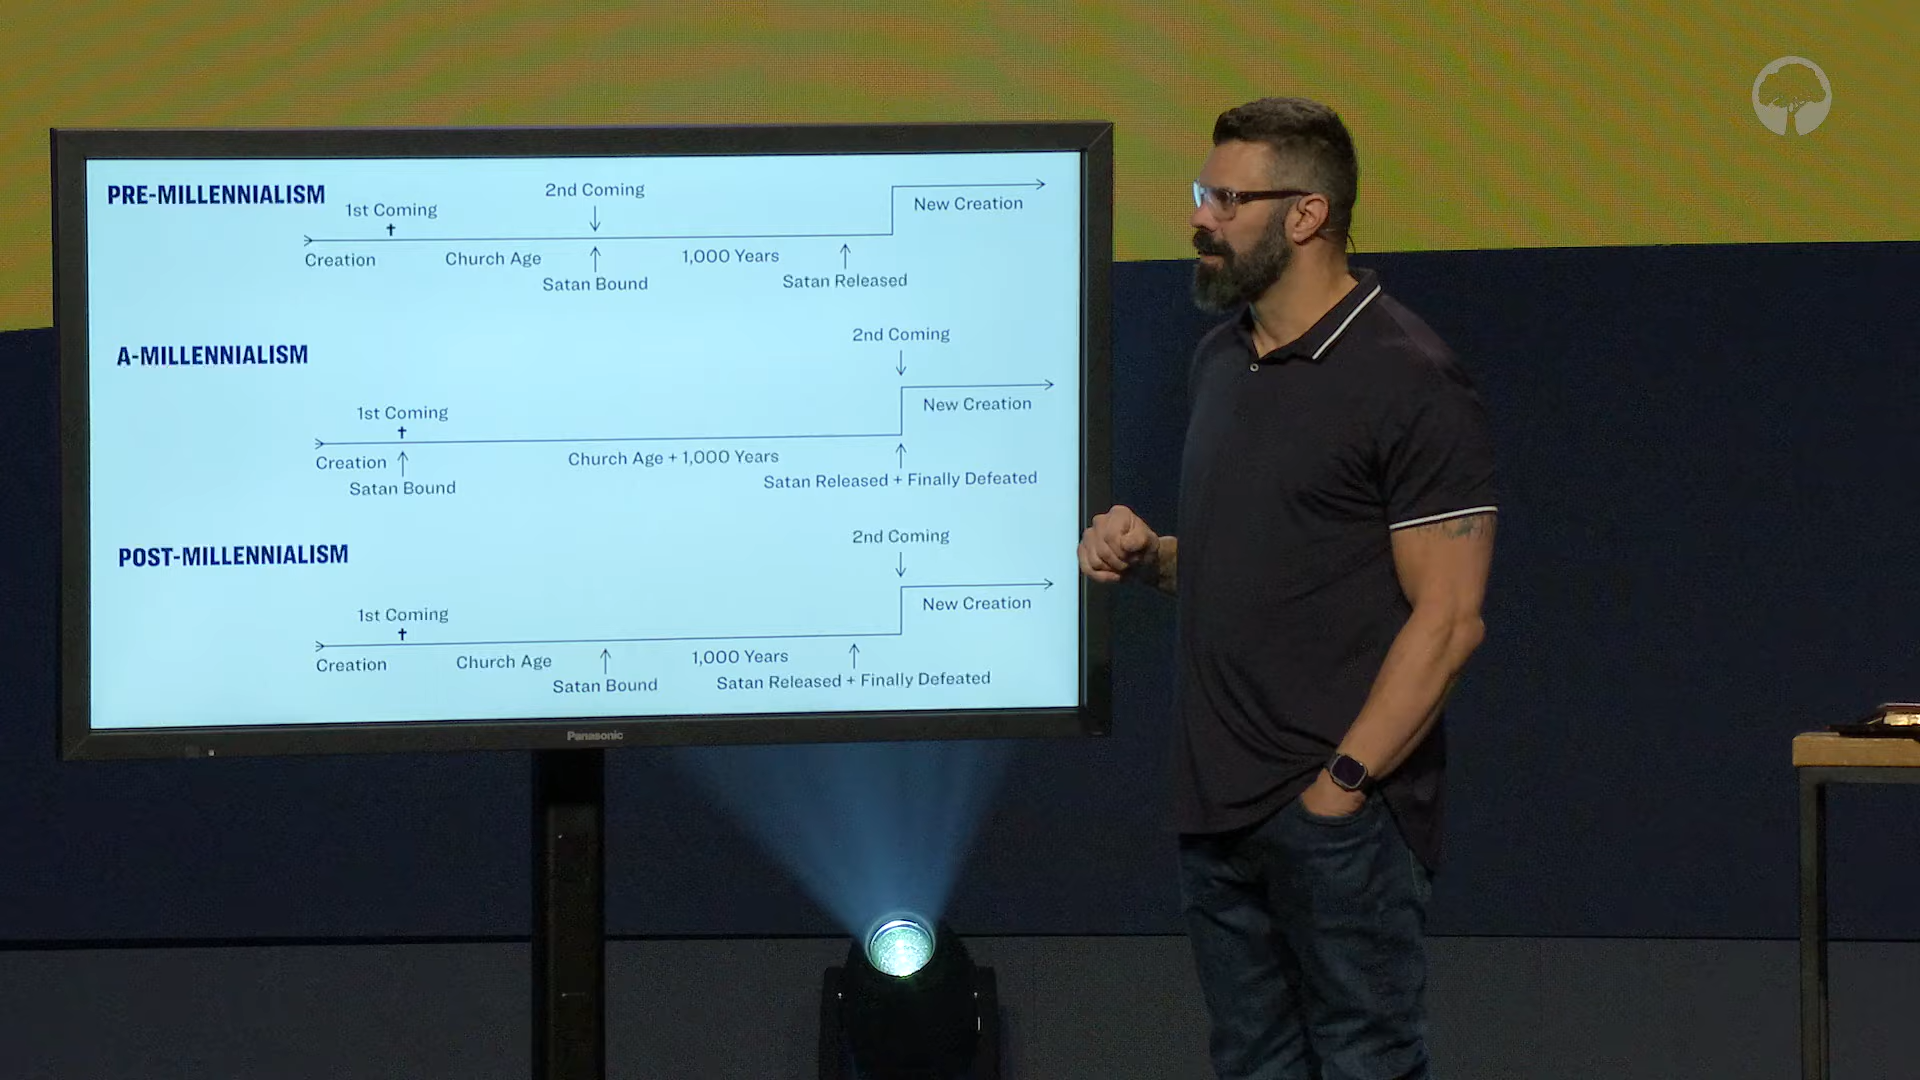 PRE-MILLENNIALISM
1st Coming
2nd Coming
New Creation
Creation
Church Age
1,000 Years
Satan Bound
Satan Released
A-MILLENNIALISM
2nd Coming
1st Coming
New Creation
Creation
Church Age + 1,000 Years
Satan Bound
Satan Released + Finally Defeated
POST-MILLENNIALISM
2nd Coming
1st Coming
New Creation
Creation
Church Age
1,000 Years
Satan Bound
Satan Released + Finally Defeated
Panasonic